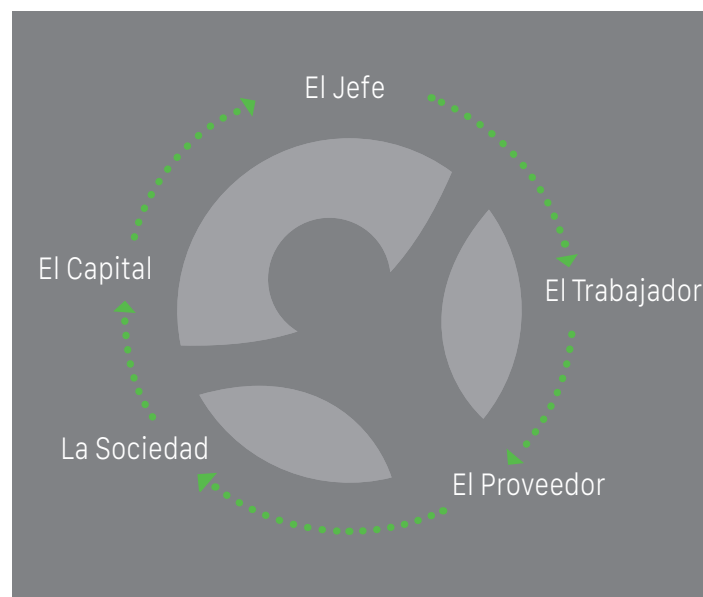 El Jefe
El Trabajador
El Proveedor
La Sociedad
El Capital